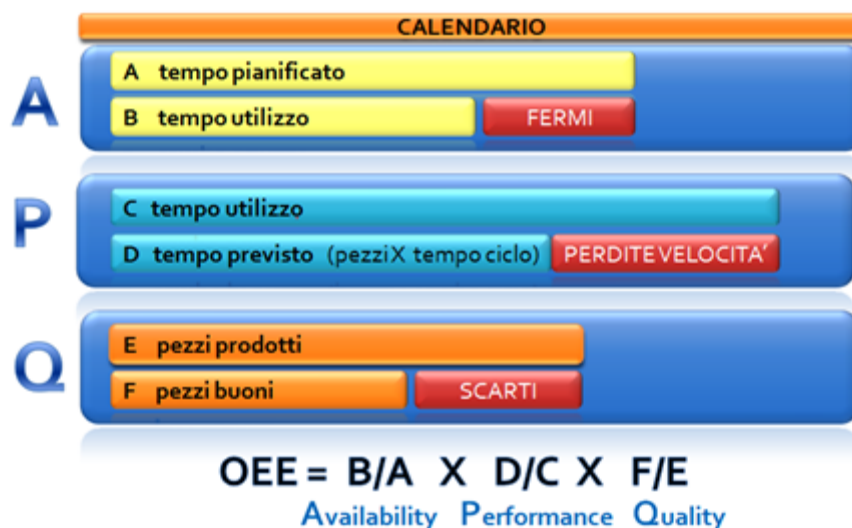 CALENDARIO
A
A tempo pianificato
B tempo utilizzo FERMI
P
C tempo utilizzo
D tempo previsto (pezzi X tempo ciclo) PERDITE VELOCITA'
Q
E pezzi prodotti
F pezzi buoni SCARTI
OEE = B/A X D/C X F/E
Availability Performance Quality